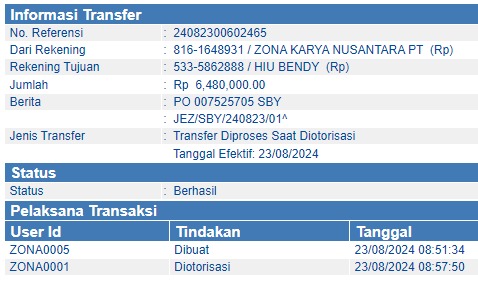 Informasi Transfer
No. Referensi : 24082300602465
Dari Rekening : 816-1648931 / ZONA KARYA NUSANTARA PT (Rp)
Rekening Tujuan : 533-5862888 / HIU BENDY (Rp)
Jumlah : Rp 6,480,000.00
Berita : PO 007525705 SBY
: JEZ/SBY/240823/01^
Jenis Transfer : Transfer Diproses Saat Diotorisasi
Tanggal Efektif: 23/08/2024
Status
Status : Berhasil
Pelaksana Transaksi
User Id Tindakan Tanggal
ZONA0005 Dibuat 23/08/2024 08:51:34
ZONA0001 Diotorisasi 23/08/2024 08:57:50